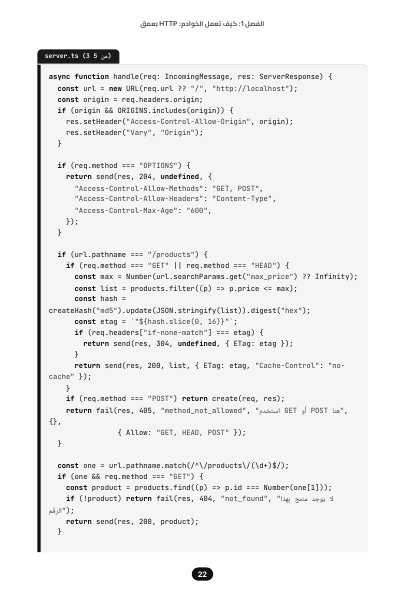 الفصل 1: كيف تعمل الخوادم: HTTP بعمق
server.ts (3 من 5)
async function handle(req: IncomingMessage, res: ServerResponse) {
  const url = new URL(req.url ?? "/", "http://localhost");
  const origin = req.headers.origin;
  if (origin && ORIGINS.includes(origin)) {
    res.setHeader("Access-Control-Allow-Origin", origin);
    res.setHeader("Vary", "Origin");
  }

  if (req.method === "OPTIONS") {
    return send(res, 204, undefined, {
      "Access-Control-Allow-Methods": "GET, POST",
      "Access-Control-Allow-Headers": "Content-Type",
      "Access-Control-Max-Age": "600",
    });
  }

  if (url.pathname === "/products") {
    if (req.method === "GET" || req.method === "HEAD") {
      const max = Number(url.searchParams.get("max_price") ?? Infinity);
      const list = products.filter((p) => p.price <= max);
      const hash =
createHash("md5").update(JSON.stringify(list)).digest("hex");
      const etag = `"${hash.slice(0, 16)}"`;
      if (req.headers["if-none-match"] === etag) {
        return send(res, 304, undefined, { ETag: etag });
      }
      return send(res, 200, list, { ETag: etag, "Cache-Control": "no-
cache" });
    }
    if (req.method === "POST") return create(req, res);
    return fail(res, 405, "method_not_allowed", "استخدم GET أو POST هنا",
{},
                { Allow: "GET, HEAD, POST" });
  }

  const one = url.pathname.match(/^\/products\/(\d+)$/);
  if (one && req.method === "GET") {
    const product = products.find((p) => p.id === Number(one[1]));
    if (!product) return fail(res, 404, "not_found", "لا يوجد منتج بهذا
الرقم");
    return send(res, 200, product);
  }
22